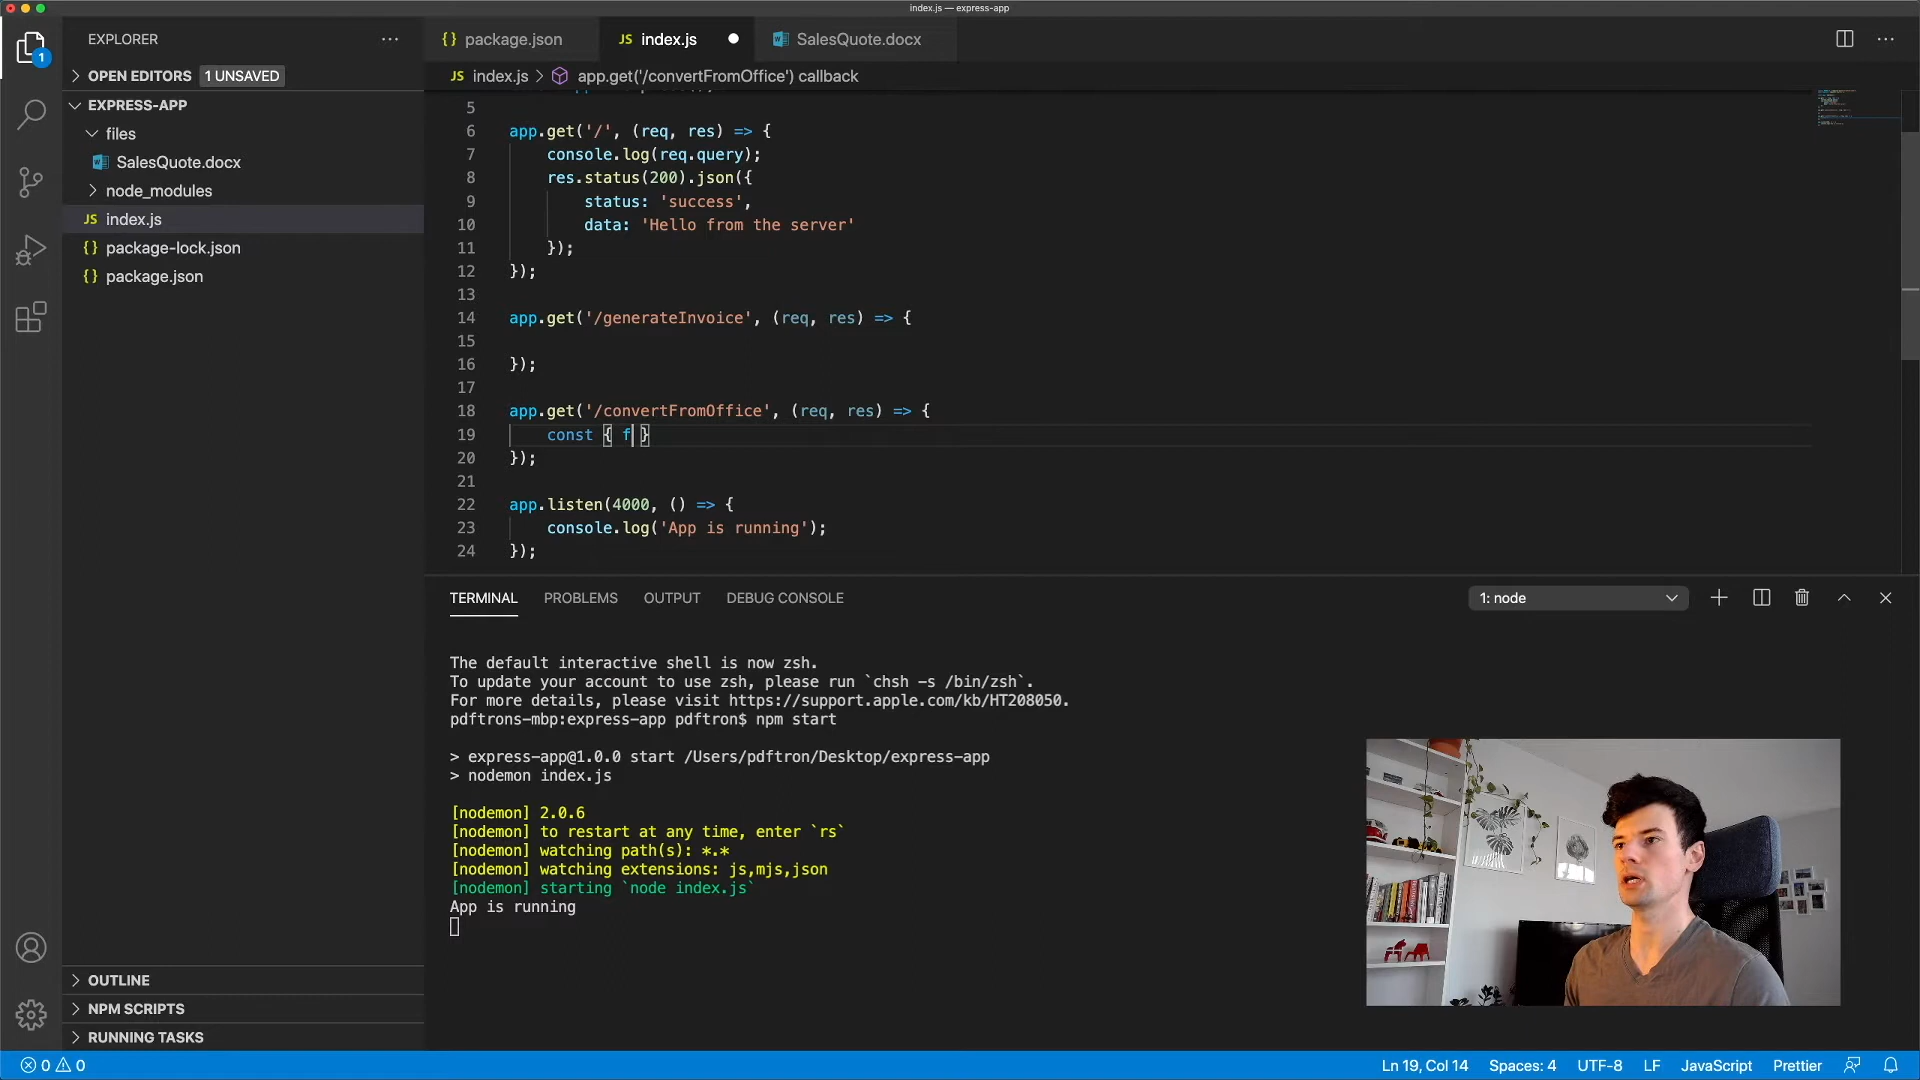 index.js — express-app
EXPLORER
OPEN EDITORS 1 UNSAVED
EXPRESS-APP
files
SalesQuote.docx
node_modules
JS index.js
{} package-lock.json
{} package.json
OUTLINE
NPM SCRIPTS
RUNNING TASKS
1
{} package.json
JS index.js
SalesQuote.docx
JS index.js > app.get('/convertFromOffice') callback
5
6 app.get('/', (req, res) => {
7 console.log(req.query);
8 res.status(200).json({
9 status: 'success',
10 data: 'Hello from the server'
11 });
12 });
13
14 app.get('/generateInvoice', (req, res) => {
15
16 });
17
18 app.get('/convertFromOffice', (req, res) => {
19 const { f }
20 });
21
22 app.listen(4000, () => {
23 console.log('App is running');
24 });
TERMINAL PROBLEMS OUTPUT DEBUG CONSOLE
1: node
The default interactive shell is now zsh.
To update your account to use zsh, please run `chsh -s /bin/zsh`.
For more details, please visit https://support.apple.com/kb/HT208050.
pdftrons-mbp:express-app pdftron$ npm start
> express-app@1.0.0 start /Users/pdftron/Desktop/express-app
> nodemon index.js
[nodemon] 2.0.6
[nodemon] to restart at any time, enter `rs`
[nodemon] watching path(s): *.*
[nodemon] watching extensions: js,mjs,json
[nodemon] starting `node index.js`
App is running
0 0
Ln 19, Col 14 Spaces: 4 UTF-8 LF JavaScript Prettier